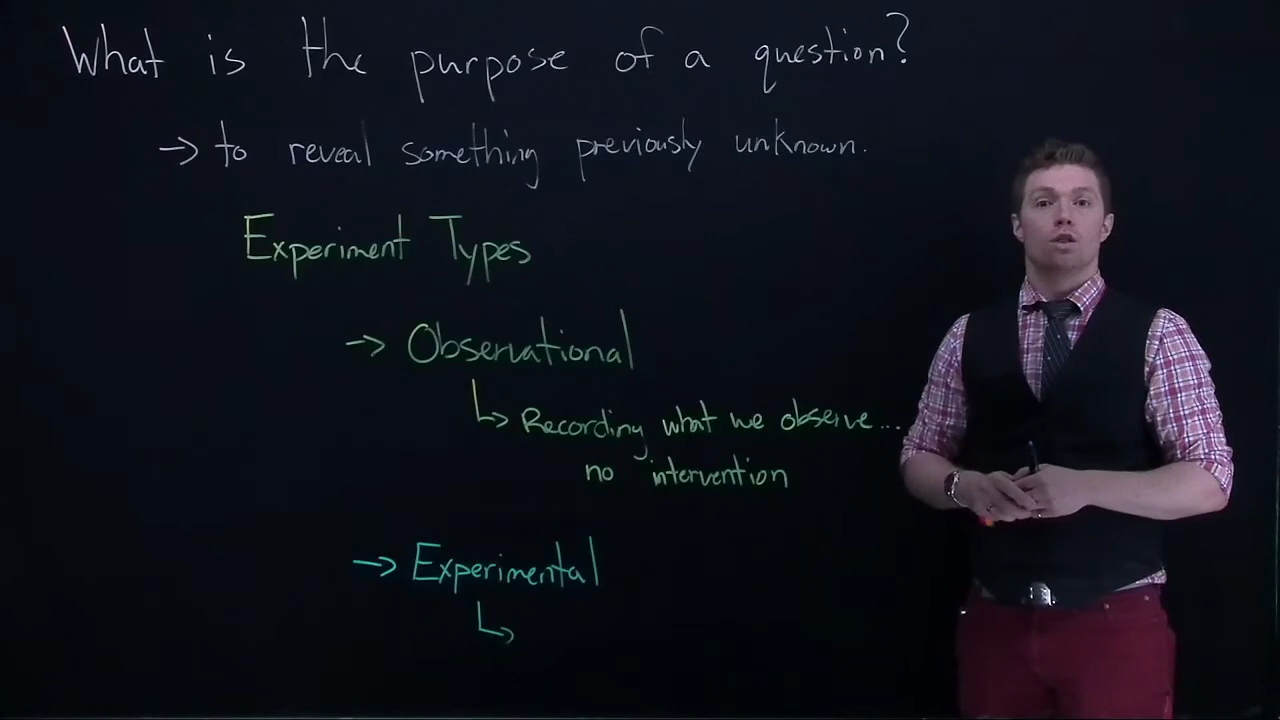 What is the purpose of a question?
→ to reveal something previously unknown.
Experiment Types
→ Observational
↳ Recording what we observe...
no intervention
→ Experimental
↳